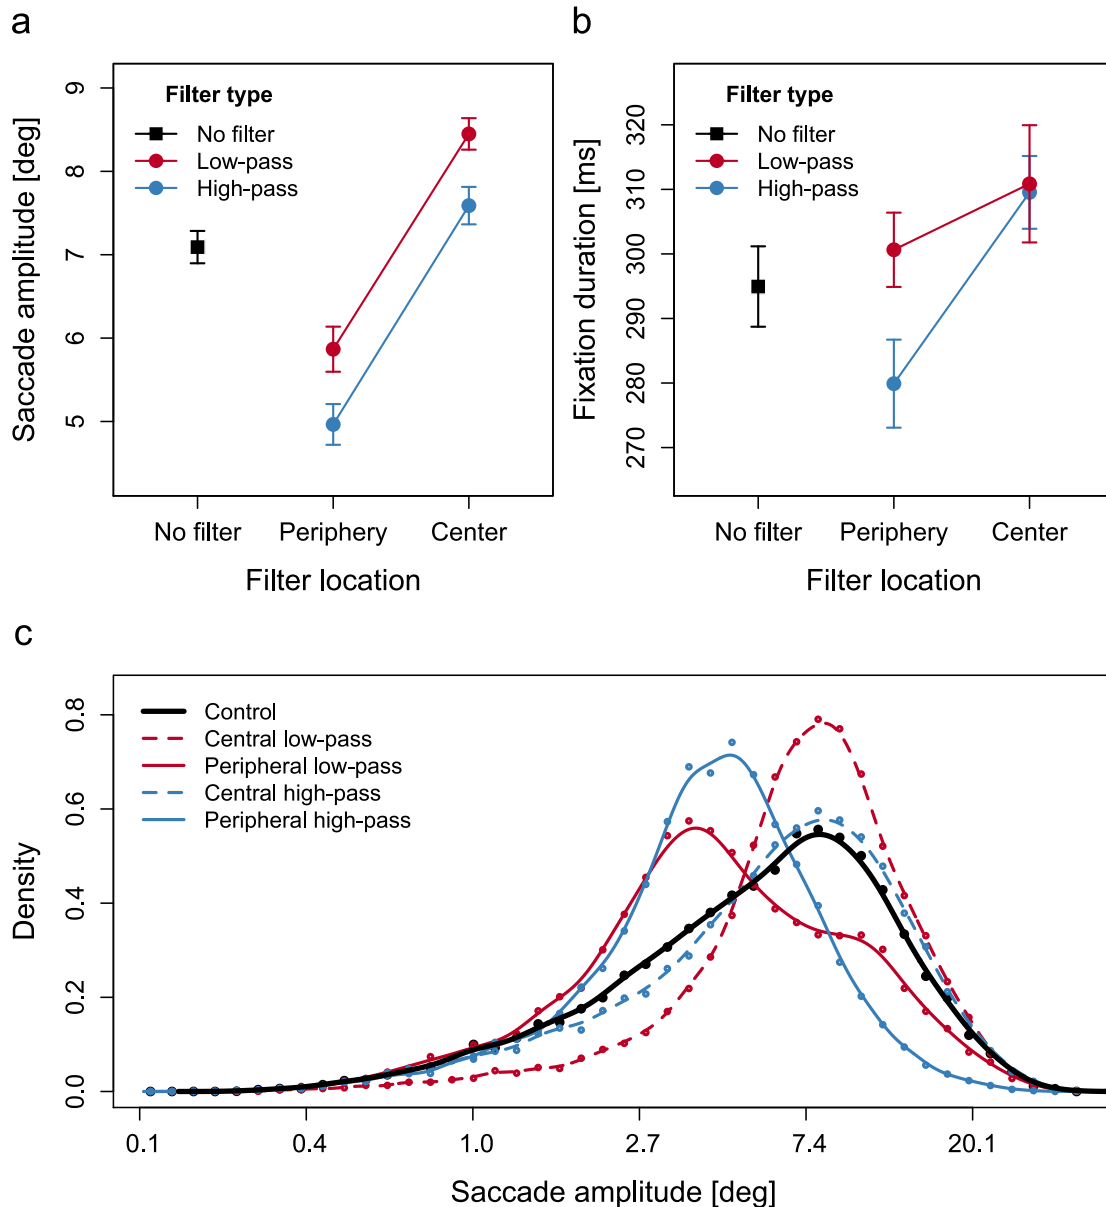 a
Saccade amplitude [deg]
9
8
7
6
5
Filter type
No filter
Low-pass
High-pass
No filter
Periphery
Center
Filter location
b
Fixation duration [ms]
320
310
300
290
280
270
Filter type
No filter
Low-pass
High-pass
No filter
Periphery
Center
Filter location
c
Density
0.8
0.6
0.4
0.2
0.0
Control
Central low-pass
Peripheral low-pass
Central high-pass
Peripheral high-pass
0.1
0.4
1.0
2.7
7.4
20.1
Saccade amplitude [deg]